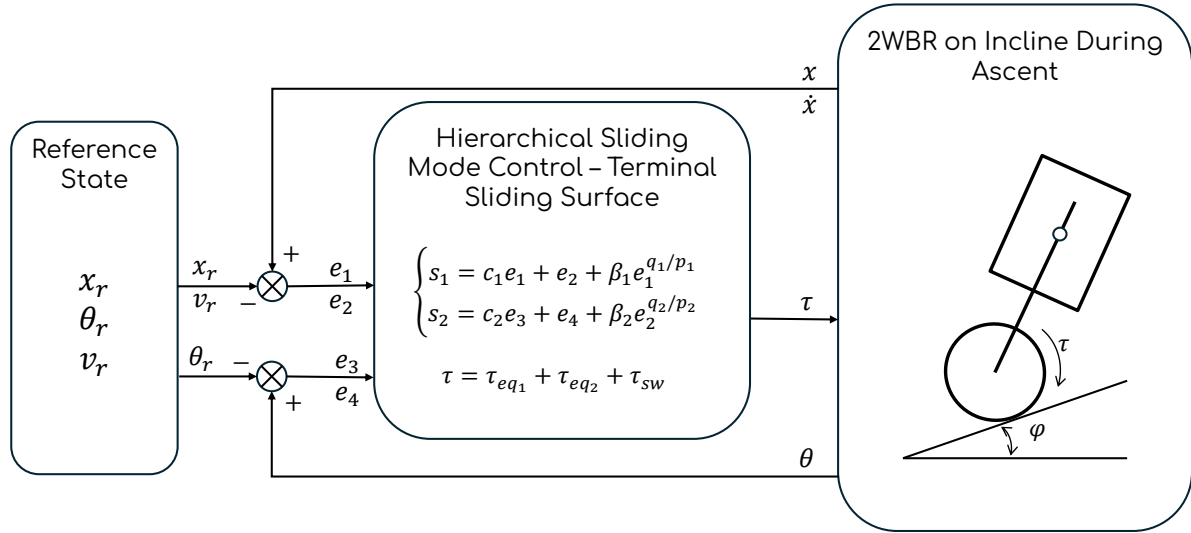 Reference
State
x_r
θ_r
v_r
x_r
v_r
−
+
θ_r
−
+
e_1
e_2
e_3
e_4
Hierarchical Sliding
Mode Control – Terminal
Sliding Surface
s_1 = c_1e_1 + e_2 + β_1e_1^{q_1/p_1}
s_2 = c_2e_3 + e_4 + β_2e_2^{q_2/p_2}
τ = τ_{eq_1} + τ_{eq_2} + τ_{sw}
x
ẋ
τ
θ
2WBR on Incline During
Ascent
τ
φ